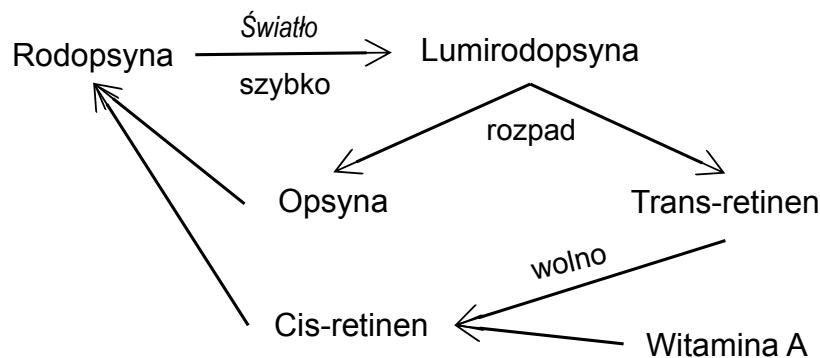 Światło
Rodopsyna
Lumirodopsyna
szybko
rozpad
Opsyna
Trans-retinen
wolno
Cis-retinen
Witamina A